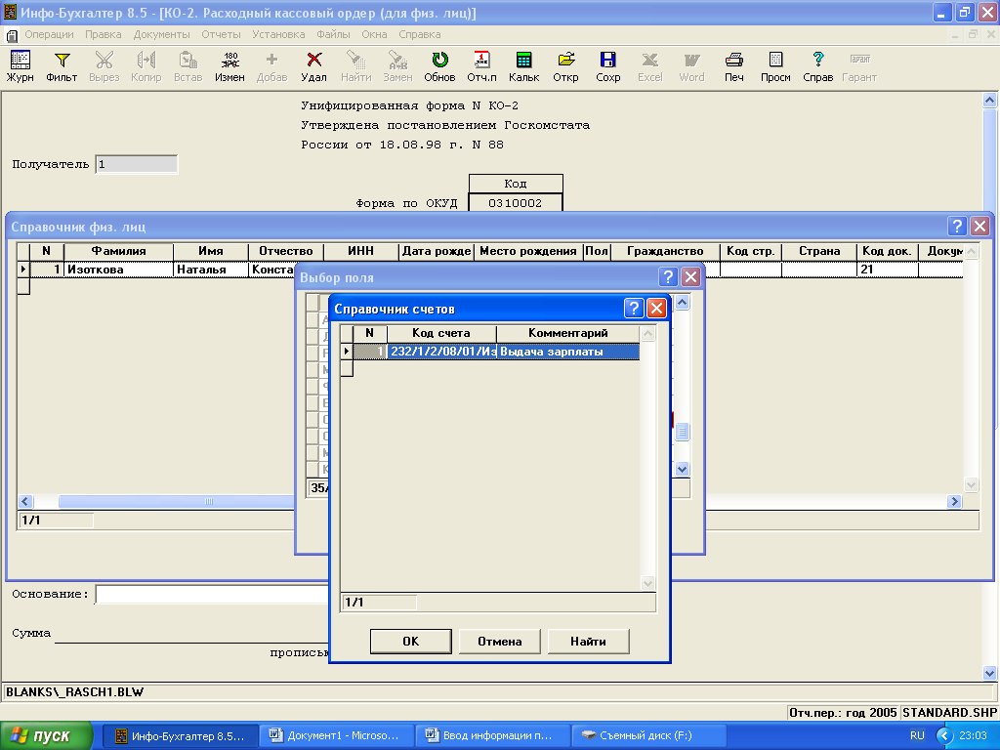 Инфо-Бухгалтер 8.5 - [КО-2. Расходный кассовый ордер (для физ. лиц)]
Операции Правка Документы Отчеты Установка Файлы Окна Справка
Журн Фильт Вырез Копир Встав Измен Добав Удал Найти Замен Обнов Отч.п Кальк Откр Сохр Excel Word Печ Просм Справ Гарант
Унифицированная форма N КО-2
Утверждена постановлением Госкомстата
России от 18.08.98 г. N 88
Получатель 1
Код
Форма по ОКУД 0310002
Справочник физ. лиц
N Фамилия Имя Отчество ИНН Дата рожде Место рождения Пол Гражданство Код стр. Страна Код док. Докум
1 Изоткова Наталья Конста 21
Выбор поля
Справочник счетов
N Код счета Комментарий
1 232/1/2/08/01/Из Выдача зарплаты
35/
1/1
1/1
OK Отмена Найти
Основание:
Сумма
прописы
BLANKS\_RASCH1.BLW
Отч.пер.: год 2005 STANDARD.SHP
пуск Инфо-Бухгалтер 8.5... Документ1 - Microso... Ввод информации п... Съемный диск (F:) RU 23:03